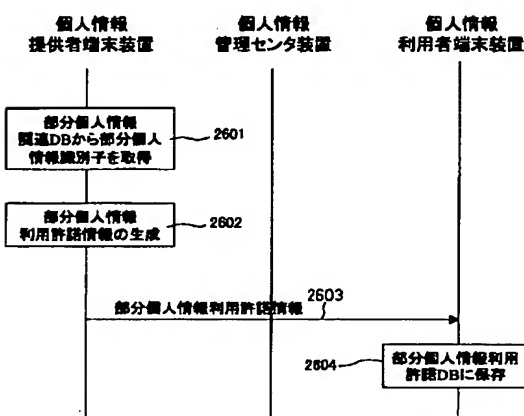 個人情報
提供者端末装置
個人情報
管理センタ装置
個人情報
利用者端末装置
部分個人情報
関連DBから部分個人
情報識別子を取得
2601
部分個人情報
利用許諾情報の生成
2602
部分個人情報利用許諾情報
2603
部分個人情報利用
許諾DBに保存
2604